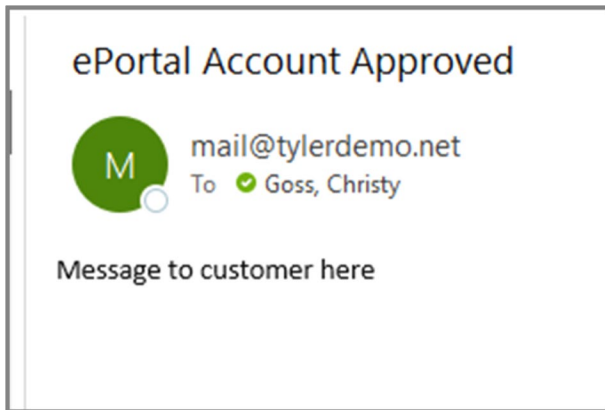 ePortal Account Approved
M
mail@tylerdemo.net
To Goss, Christy
Message to customer here